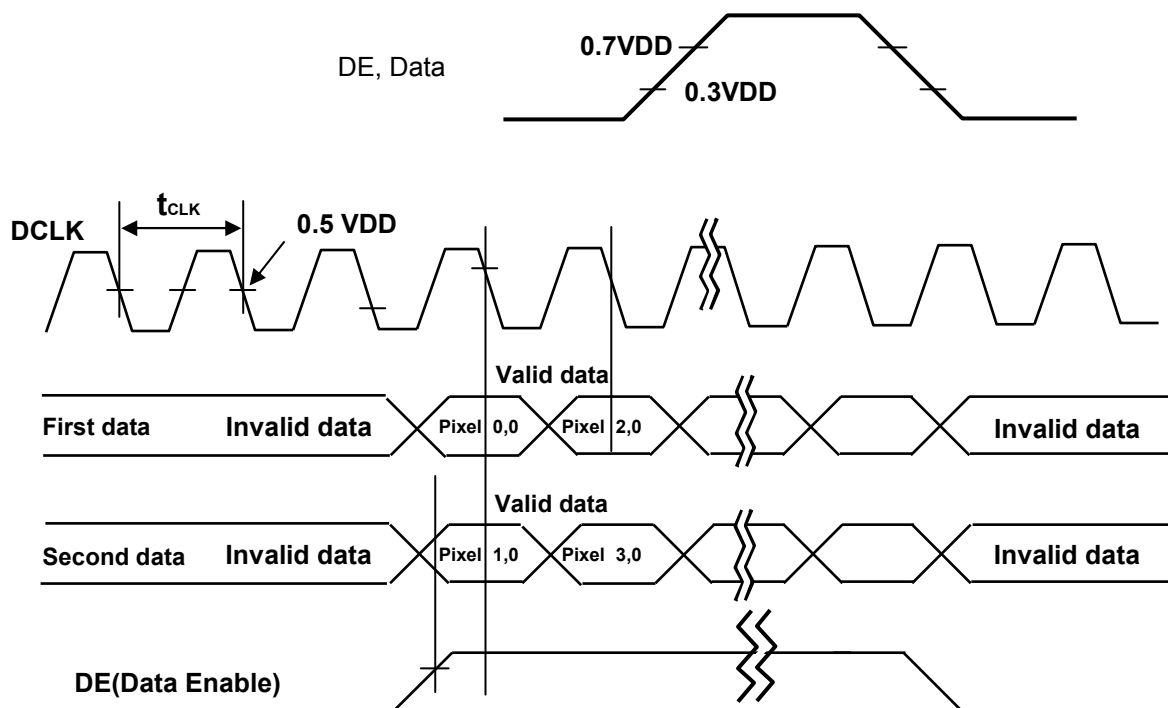 0.7VDD
DE, Data
0.3VDD
tCLK
0.5 VDD
DCLK
Valid data
First data Invalid data Pixel 0,0 Pixel 2,0 Invalid data
Valid data
Second data Invalid data Pixel 1,0 Pixel 3,0 Invalid data
DE(Data Enable)